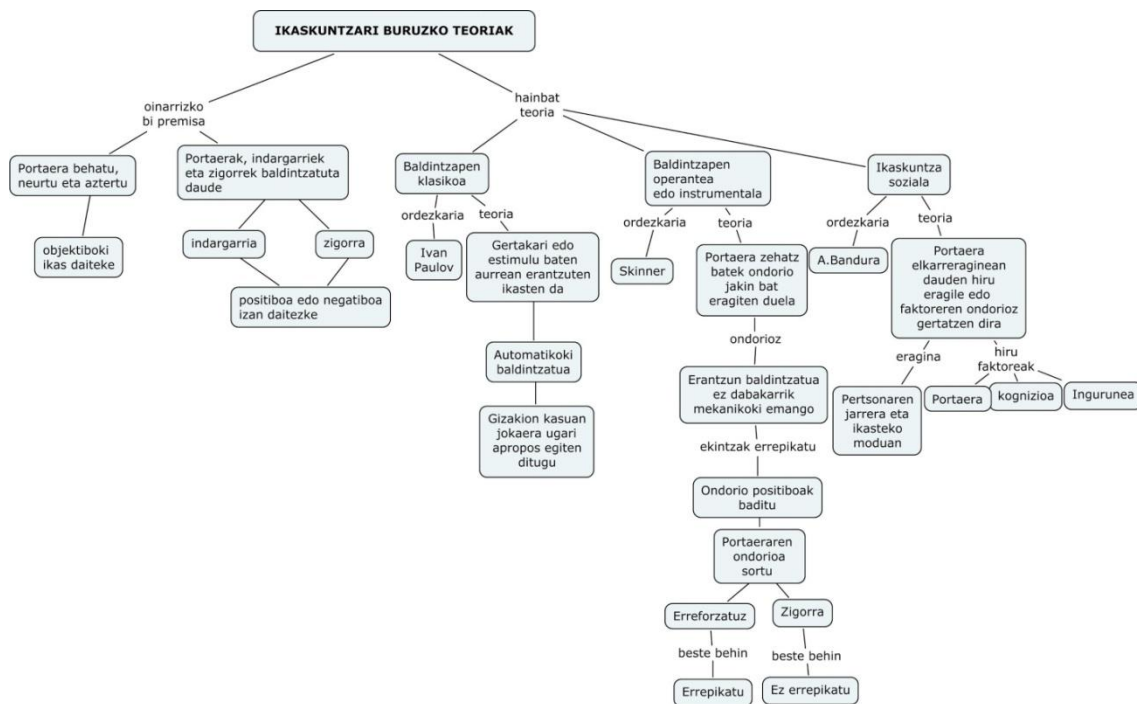 IKASKUNTZARI BURUZKO TEORIAK
oinarrizko
bi premisa
hainbat
teoria
Portaera behatu,
neurtu eta aztertu
Portaerak, indargarriek
eta zigorrek baldintzatuta
daude
Baldintzapen
klasikoa
Baldintzapen
operantea
edo instrumentala
Ikaskuntza
soziala
objektiboki
ikas daiteke
indargarria
zigorra
positiboa edo negatiboa
izan daitezke
ordezkaria
teoria
Ivan
Paulov
Gertakari edo
estimulu baten
aurrean erantzuten
ikasten da
Automatikoki
baldintzatua
Gizakion kasuan
jokaera ugari
apropos egiten
ditugu
ordezkaria
teoria
Skinner
Portaera zehatz
batek ondorio
jakin bat
eragiten duela
ondorioz
Erantzun baldintzatua
ez dabakarrik
mekanikoki emango
ekintzak errepikatu
Ondorio positiboak
baditu
Portaeraren
ondorioa
sortu
Erreforzatuz
Zigorra
beste behin
beste behin
Errepikatu
Ez errepikatu
ordezkaria
teoria
A.Bandura
Portaera
elkarreraginean
dauden hiru
eragile edo
faktoreren ondorioz
gertatzen dira
eragina
hiru
faktoreak
Pertsonaren
jarrera eta
ikasteko
moduan
Portaera
kognizioa
Ingurunea